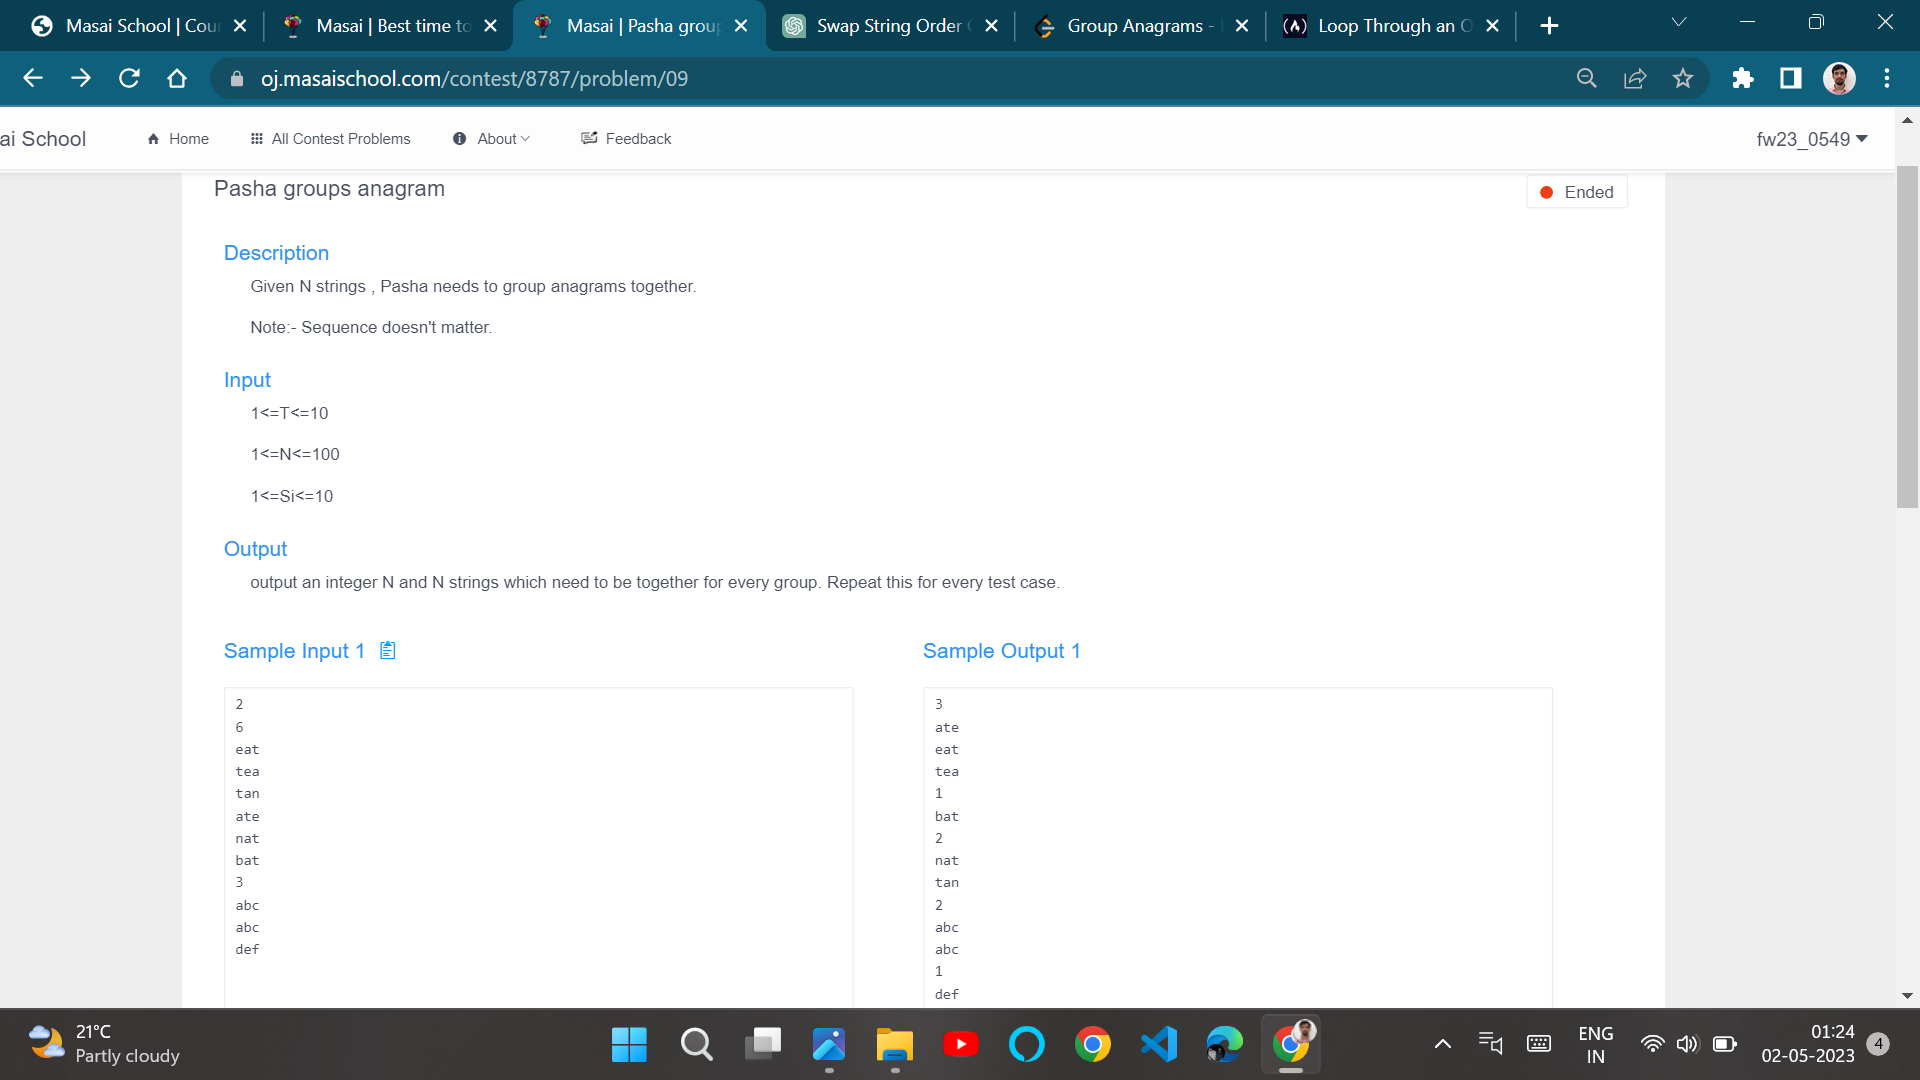 Masai School | Cou
Masai | Best time to
Masai | Pasha grou
Swap String Order
Group Anagrams -
Loop Through an O
oj.masaischool.com/contest/8787/problem/09
ai School
Home
All Contest Problems
About
Feedback
fw23_0549
Pasha groups anagram
Ended
Description
Given N strings , Pasha needs to group anagrams together.
Note:- Sequence doesn't matter.
Input
1<=T<=10
1<=N<=100
1<=Si<=10
Output
output an integer N and N strings which need to be together for every group. Repeat this for every test case.
Sample Input 1
2
6
eat
tea
tan
ate
nat
bat
3
abc
abc
def
Sample Output 1
3
ate
eat
tea
1
bat
2
nat
tan
2
abc
abc
1
def
21°C
Partly cloudy
ENG
IN
01:24
02-05-2023
4